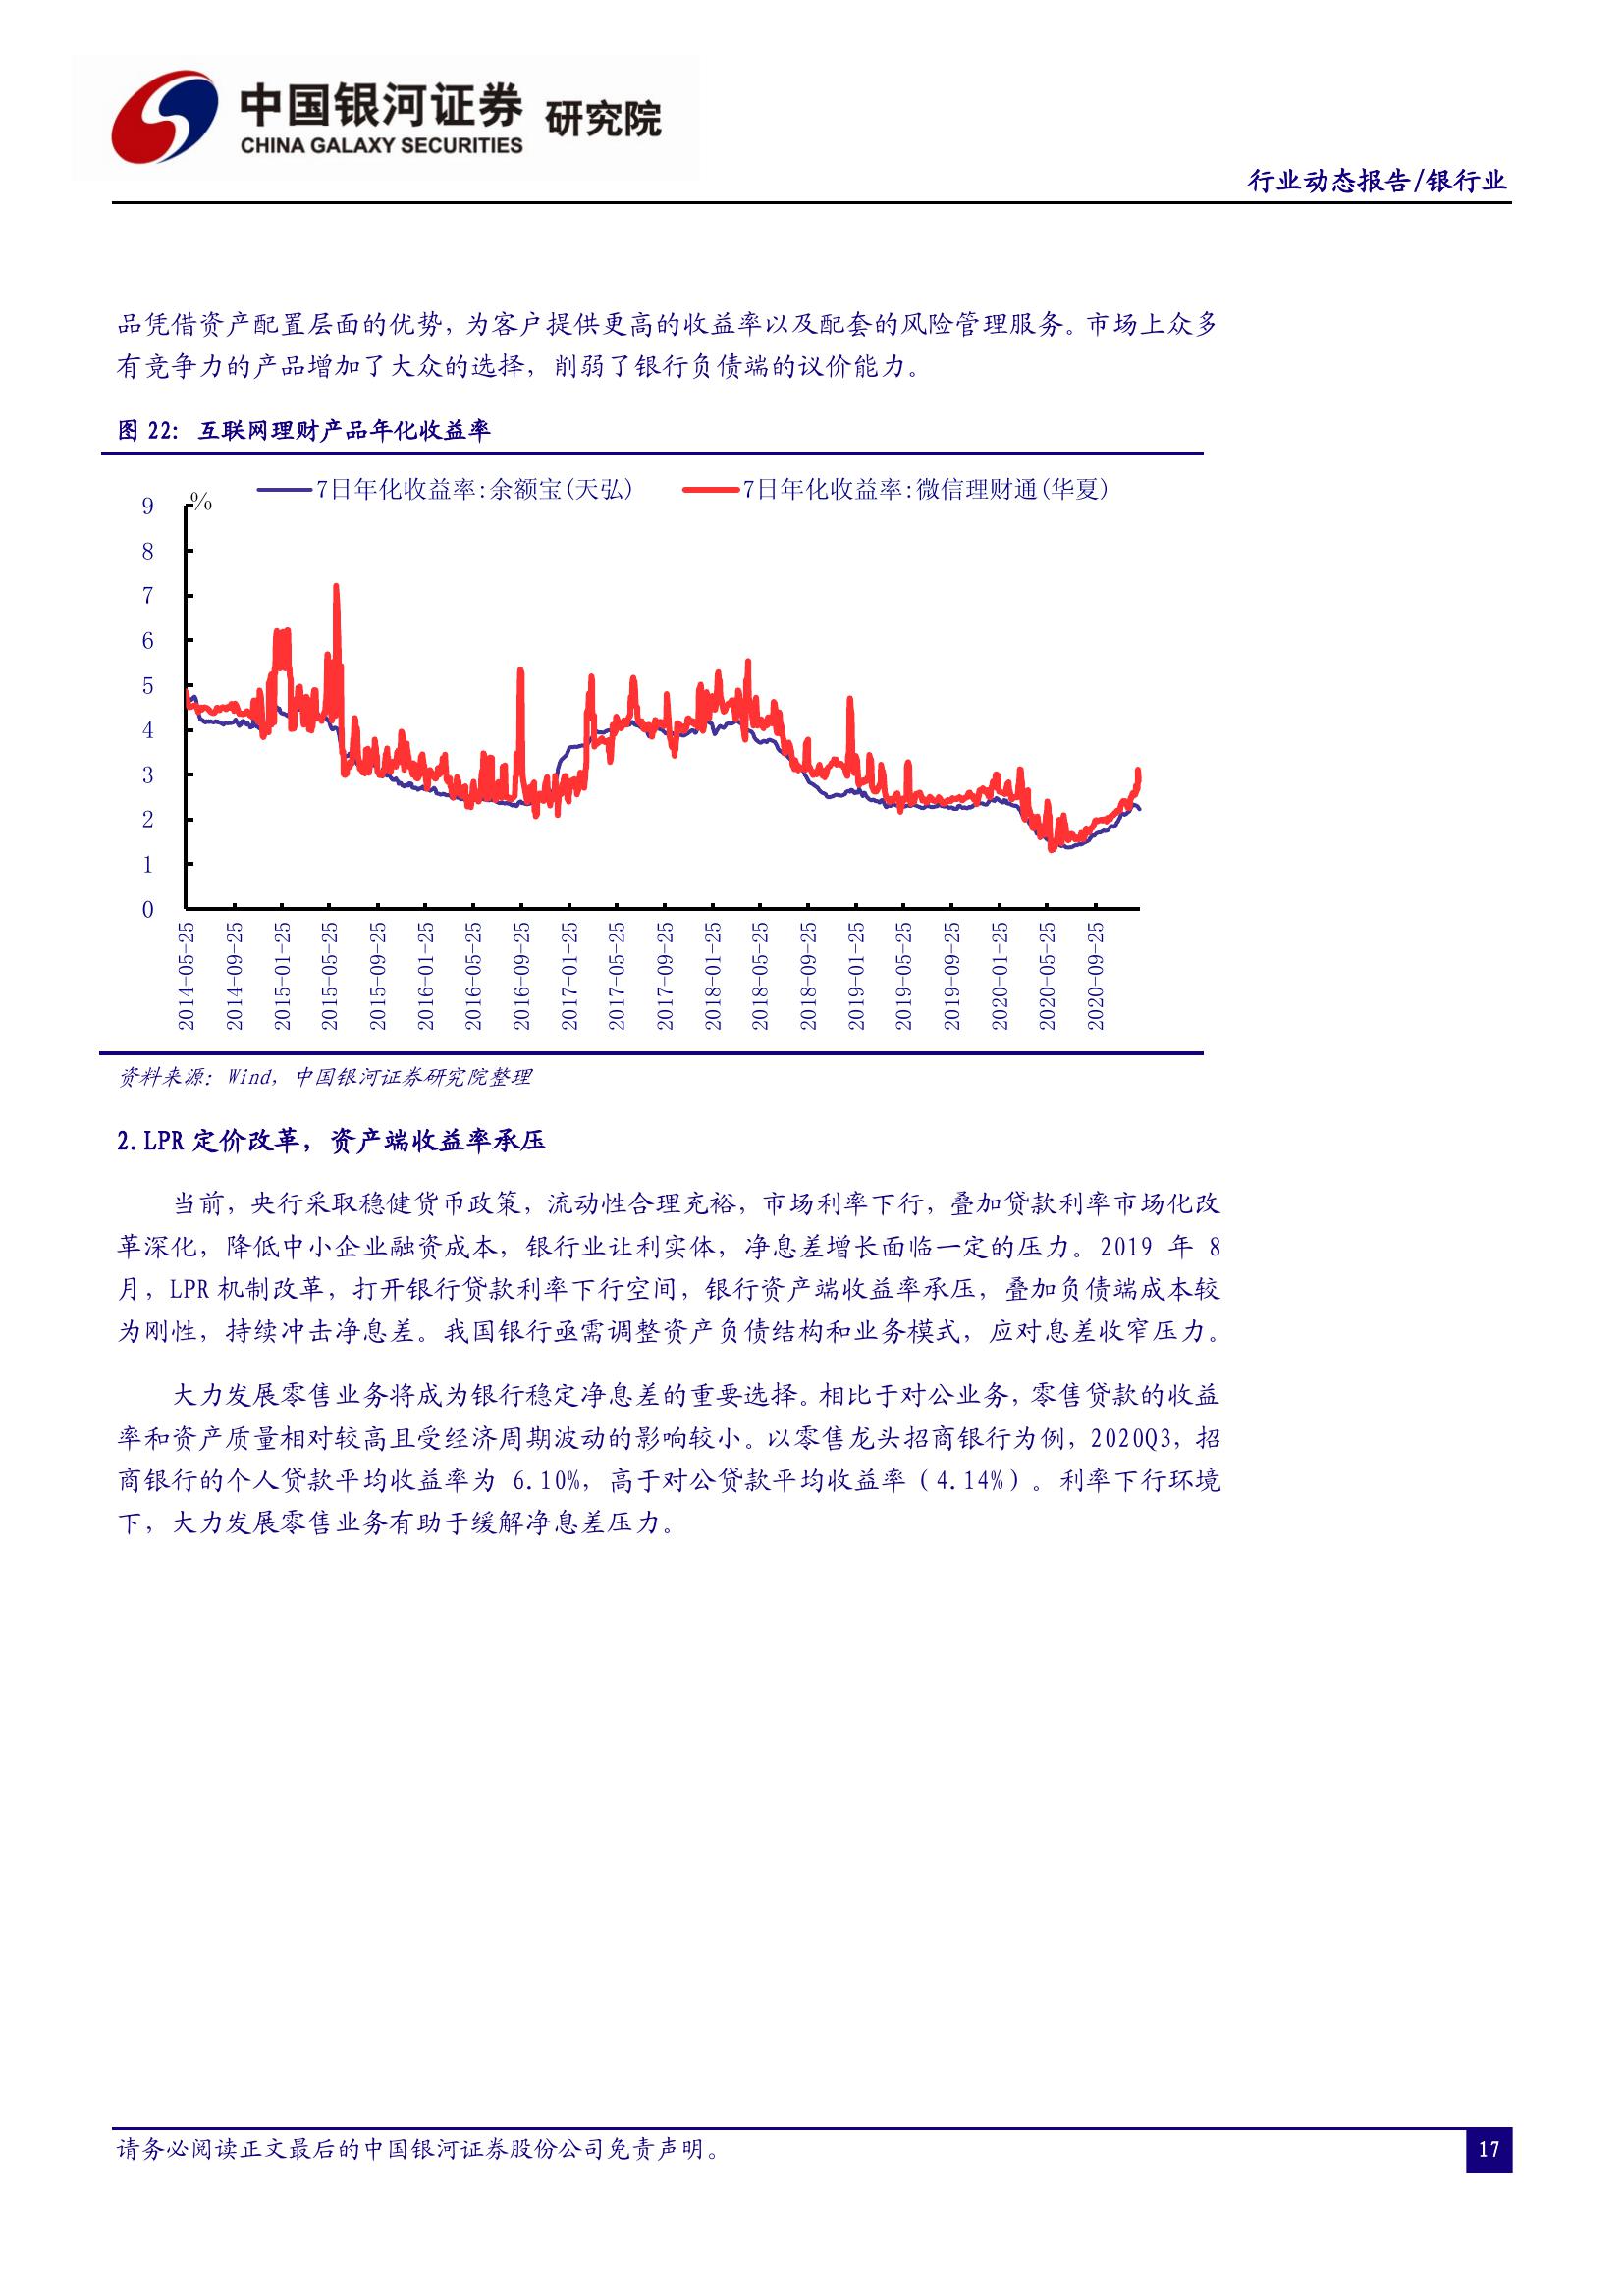 中国银河证券 研究院
CHINA GALAXY SECURITIES
行业动态报告/银行业
品凭借资产配置层面的优势，为客户提供更高的收益率以及配套的风险管理服务。市场上众多
有竞争力的产品增加了大众的选择，削弱了银行负债端的议价能力。
图 22： 互联网理财产品年化收益率
7日年化收益率:余额宝(天弘) 7日年化收益率:微信理财通(华夏)
%
9
8
7
6
5
4
3
2
1
0
2014-05-25
2014-09-25
2015-01-25
2015-05-25
2015-09-25
2016-01-25
2016-05-25
2016-09-25
2017-01-25
2017-05-25
2017-09-25
2018-01-25
2018-05-25
2018-09-25
2019-01-25
2019-05-25
2019-09-25
2020-01-25
2020-05-25
2020-09-25
资料来源：Wind，中国银河证券研究院整理
2.LPR 定价改革，资产端收益率承压
当前，央行采取稳健货币政策，流动性合理充裕，市场利率下行，叠加贷款利率市场化改
革深化，降低中小企业融资成本，银行业让利实体，净息差增长面临一定的压力。2019 年 8
月，LPR 机制改革，打开银行贷款利率下行空间，银行资产端收益率承压，叠加负债端成本较
为刚性，持续冲击净息差。我国银行亟需调整资产负债结构和业务模式，应对息差收窄压力。
大力发展零售业务将成为银行稳定净息差的重要选择。相比于对公业务，零售贷款的收益
率和资产质量相对较高且受经济周期波动的影响较小。以零售龙头招商银行为例，2020Q3，招
商银行的个人贷款平均收益率为 6.10%，高于对公贷款平均收益率（4.14%）。利率下行环境
下，大力发展零售业务有助于缓解净息差压力。
请务必阅读正文最后的中国银河证券股份公司免责声明。
17